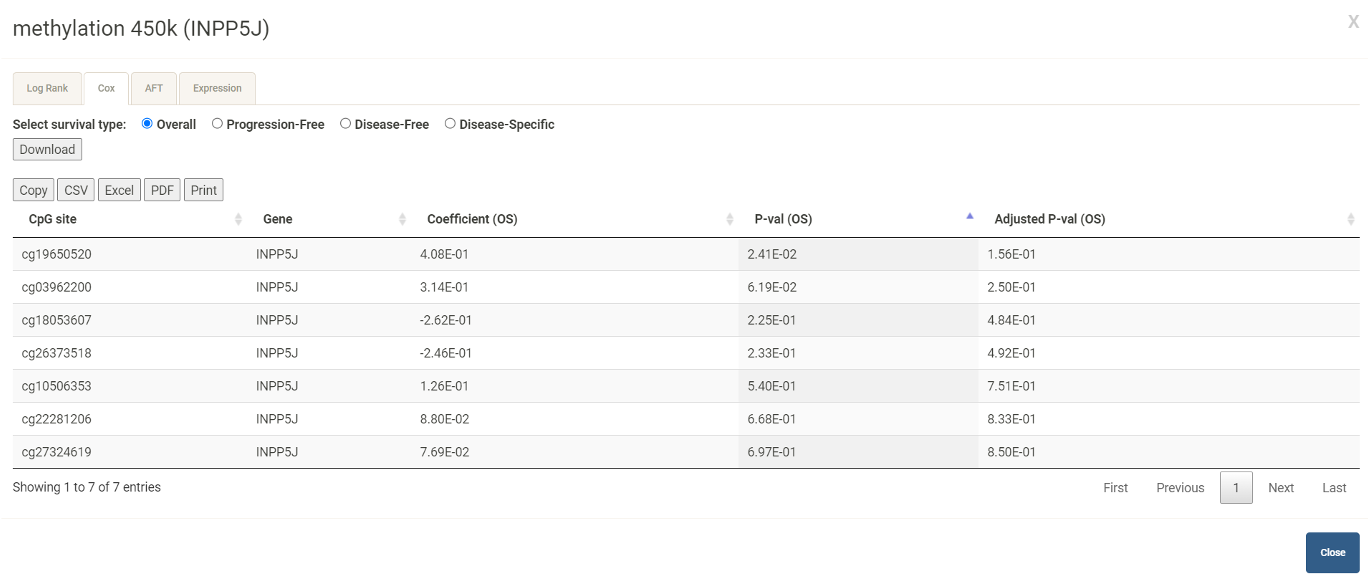 methylation 450k (INPP5J)
X
Log Rank Cox AFT Expression
Select survival type: Overall Progression-Free Disease-Free Disease-Specific
Download
Copy CSV Excel PDF Print
CpG site Gene Coefficient (OS) P-val (OS) Adjusted P-val (OS)
cg19650520 INPP5J 4.08E-01 2.41E-02 1.56E-01
cg03962200 INPP5J 3.14E-01 6.19E-02 2.50E-01
cg18053607 INPP5J -2.62E-01 2.25E-01 4.84E-01
cg26373518 INPP5J -2.46E-01 2.33E-01 4.92E-01
cg10506353 INPP5J 1.26E-01 5.40E-01 7.51E-01
cg22281206 INPP5J 8.80E-02 6.68E-01 8.33E-01
cg27324619 INPP5J 7.69E-02 6.97E-01 8.50E-01
Showing 1 to 7 of 7 entries First Previous 1 Next Last
Close